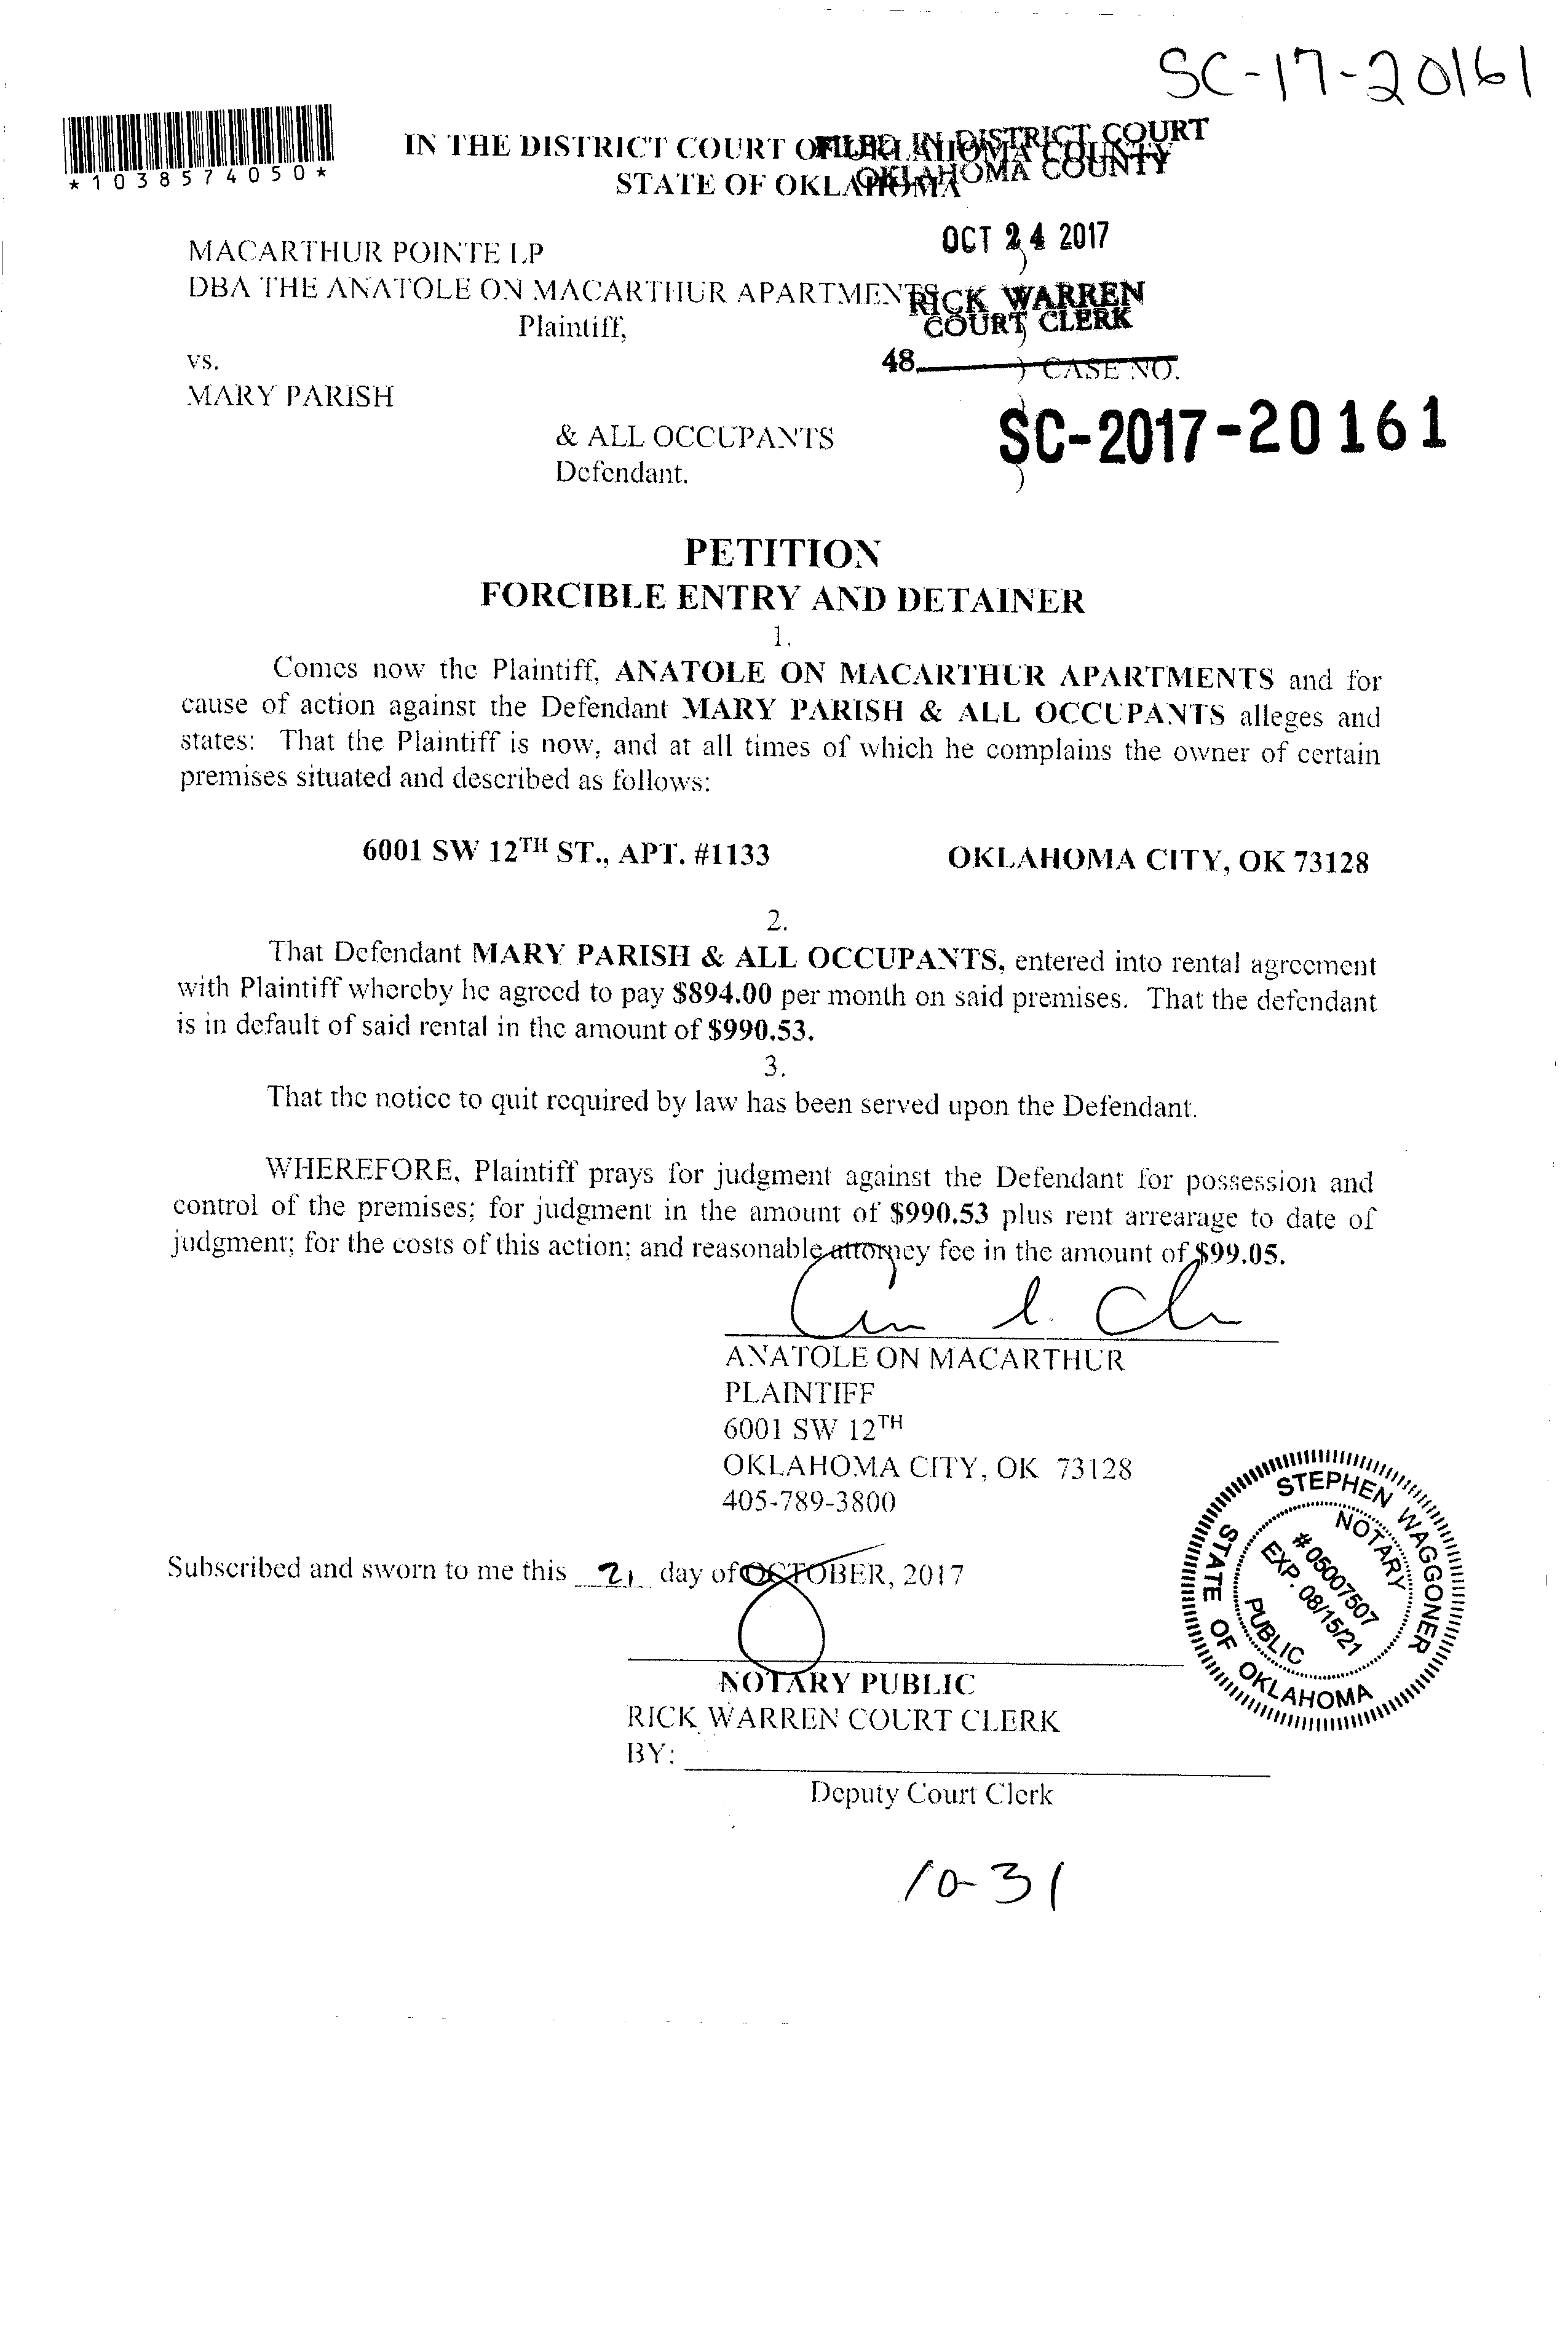 SC-17-20161
*1038574050*
IN THE DISTRICT COURT OF OKLAHOMA COUNTY
FILED IN DISTRICT COURT
STATE OF OKLAHOMA
OKLAHOMA COUNTY
OCT 24 2017
MACARTHUR POINTE LP )
DBA THE ANATOLE ON MACARTHUR APARTMENTS
RICK WARREN
COURT CLERK
Plaintiff, )
vs. )
48 ) CASE NO.
MARY PARISH )
SC-2017-20161
& ALL OCCUPANTS
Defendant. )
PETITION
FORCIBLE ENTRY AND DETAINER
1.
Comes now the Plaintiff, ANATOLE ON MACARTHUR APARTMENTS and for
cause of action against the Defendant MARY PARISH & ALL OCCUPANTS alleges and
states: That the Plaintiff is now, and at all times of which he complains the owner of certain
premises situated and described as follows:
6001 SW 12TH ST., APT. #1133 OKLAHOMA CITY, OK 73128
2.
That Defendant MARY PARISH & ALL OCCUPANTS, entered into rental agreement
with Plaintiff whereby he agreed to pay $894.00 per month on said premises. That the defendant
is in default of said rental in the amount of $990.53.
3.
That the notice to quit required by law has been served upon the Defendant.
WHEREFORE, Plaintiff prays for judgment against the Defendant for possession and
control of the premises; for judgment in the amount of $990.53 plus rent arrearage to date of
judgment; for the costs of this action; and reasonable attorney fee in the amount of $99.05.
ANATOLE ON MACARTHUR
PLAINTIFF
6001 SW 12TH
OKLAHOMA CITY, OK 73128
405-789-3800
Subscribed and sworn to me this 21 day of OCTOBER, 2017
STEPHEN WAGGONER
NOTARY
# 05007507
EXP. 08/15/21
PUBLIC
STATE OF OKLAHOMA
NOTARY PUBLIC
RICK WARREN COURT CLERK
BY:
Deputy Court Clerk
10-31